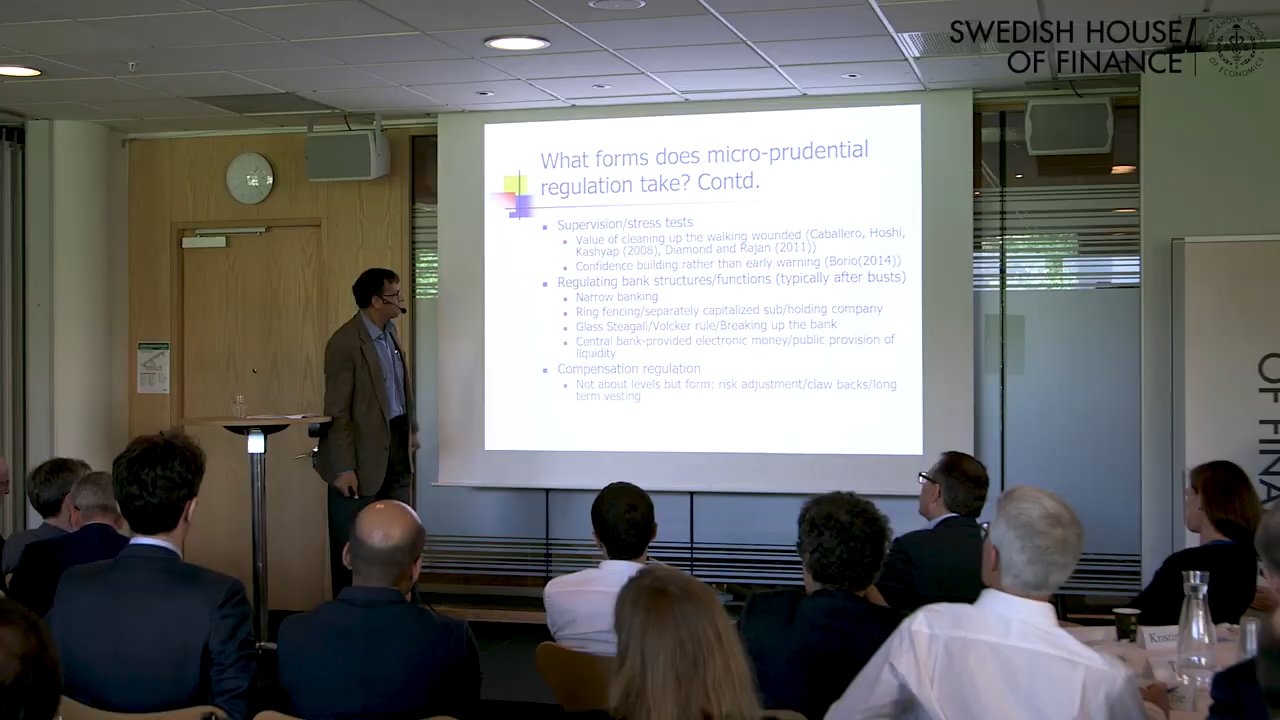 SWEDISH HOUSE/
OF FINANCE
What forms does micro-prudential
regulation take? Contd.
Supervision/stress tests
Value of cleaning up the walking wounded (Caballero, Hoshi,
Kashyap (2008), Diamond and Rajan (2011))
Confidence building rather than early warning (Borio(2014))
Regulating bank structures/functions (typically after busts)
Narrow banking
Ring fencing/separately capitalized sub/holding company
Glass Steagall/Volcker rule/Breaking up the bank
Central bank-provided electronic money/public provision of
liquidity
Compensation regulation
Not about levels but form: risk adjustment/claw backs/long
term vesting
OF FINA